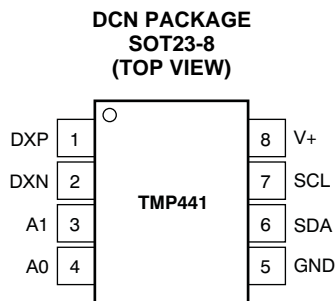 DCN PACKAGE
SOT23-8
(TOP VIEW)
DXP 1 8 V+
DXN 2 7 SCL
TMP441
A1 3 6 SDA
A0 4 5 GND